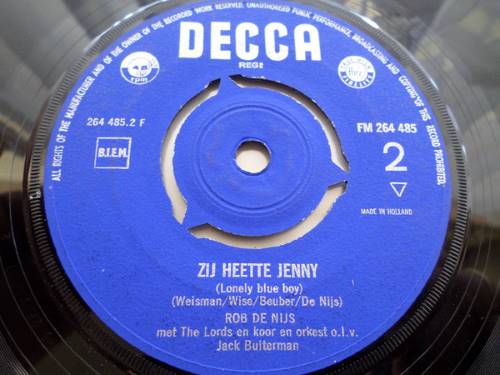 ALL RIGHTS OF THE MANUFACTURER AND OF THE OWNER OF THE RECORDED WORK RESERVED. UNAUTHORISED PUBLIC PERFORMANCE, BROADCASTING AND COPYING OF THIS RECORD PROHIBITED.
DECCA
REGD
45 rpm
264 485.2 F
FM 264 485
B.I.E.M.
2
MADE IN HOLLAND
ZIJ HEETTE JENNY
(Lonely blue boy)
(Weisman/Wise/Beuber/De Nijs)
ROB DE NIJS
met The Lords en koor en orkest o.l.v.
Jack Bulterman